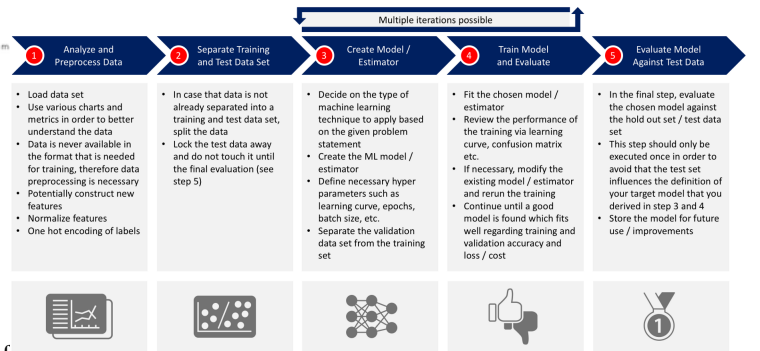 Multiple iterations possible
m
1
Analyze and
Preprocess Data
2
Separate Training
and Test Data Set
3
Create Model /
Estimator
4
Train Model
and Evaluate
5
Evaluate Model
Against Test Data
• Load data set
• Use various charts and
metrics in order to better
understand the data
• Data is never available in
the format that is needed
for training, therefore data
preprocessing is necessary
• Potentially construct new
features
• Normalize features
• One hot encoding of labels
• In case that data is not
already separated into a
training and test data set,
split the data
• Lock the test data away
and do not touch it until
the final evaluation (see
step 5)
• Decide on the type of
machine learning
technique to apply based
on the given problem
statement
• Create the ML model /
estimator
• Define necessary hyper
parameters such as
learning curve, epochs,
batch size, etc.
• Separate the validation
data set from the training
set
• Fit the chosen model /
estimator
• Review the performance of
the training via learning
curve, confusion matrix
etc.
• If necessary, modify the
existing model / estimator
and rerun the training
• Continue until a good
model is found which fits
well regarding training and
validation accuracy and
loss / cost
• In the final step, evaluate
the chosen model against
the hold out set / test data
set
• This step should only be
executed once in order to
avoid that the test set
influences the definition of
your target model that you
derived in step 3 and 4
• Store the model for future
use / improvements
1